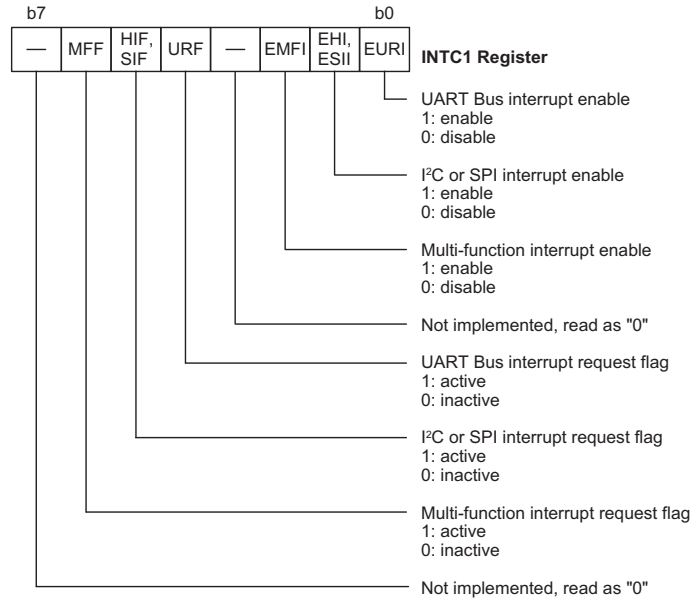 b7 b0
— MFF HIF, SIF URF — EMFI EHI, ESII EURI INTC1 Register
UART Bus interrupt enable
1: enable
0: disable
I²C or SPI interrupt enable
1: enable
0: disable
Multi-function interrupt enable
1: enable
0: disable
Not implemented, read as "0"
UART Bus interrupt request flag
1: active
0: inactive
I²C or SPI interrupt request flag
1: active
0: inactive
Multi-function interrupt request flag
1: active
0: inactive
Not implemented, read as "0"